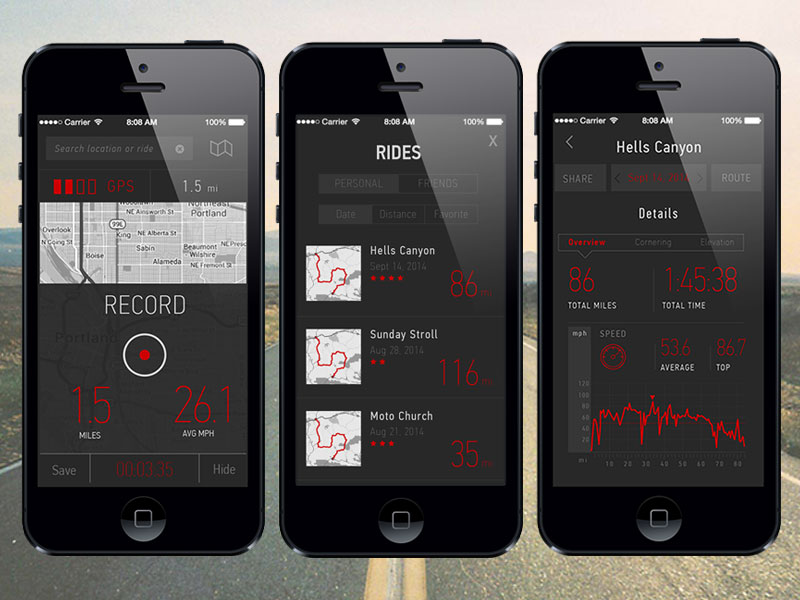 ●●●●○ Carrier 8:08 AM 100%
Search location or ride
GPS 1.5 mi
Overlook
N Going St
Boise
99E
King
NE Ainsworth St
Northeast
Portland
NE Alberta St
Sabin
Alameda
Beaumont
Wilshire
NE Fremont St
NE Presc
RECORD
Portland
1.5
MILES
26.1
AVG MPH
Save 00:03:35 Hide
●●●●○ Carrier 8:08 AM 100%
X
RIDES
PERSONAL FRIENDS
Date Distance Favorite
Hells Canyon
Sept 14, 2014
★★★★
86 mi
Sunday Stroll
Aug 28, 2014
★★
116 mi
Moto Church
Aug 21, 2014
★★★
35 mi
●●●●○ Carrier 8:08 AM 100%
< Hells Canyon
SHARE < Sept 14, 2014 > ROUTE
Details
Overview Cornering Elevation
86
TOTAL MILES
1:45:38
TOTAL TIME
mph
SPEED
53.6
AVERAGE
86.7
TOP
120
100
80
60
40
20
mi 10 20 30 40 50 60 70 80